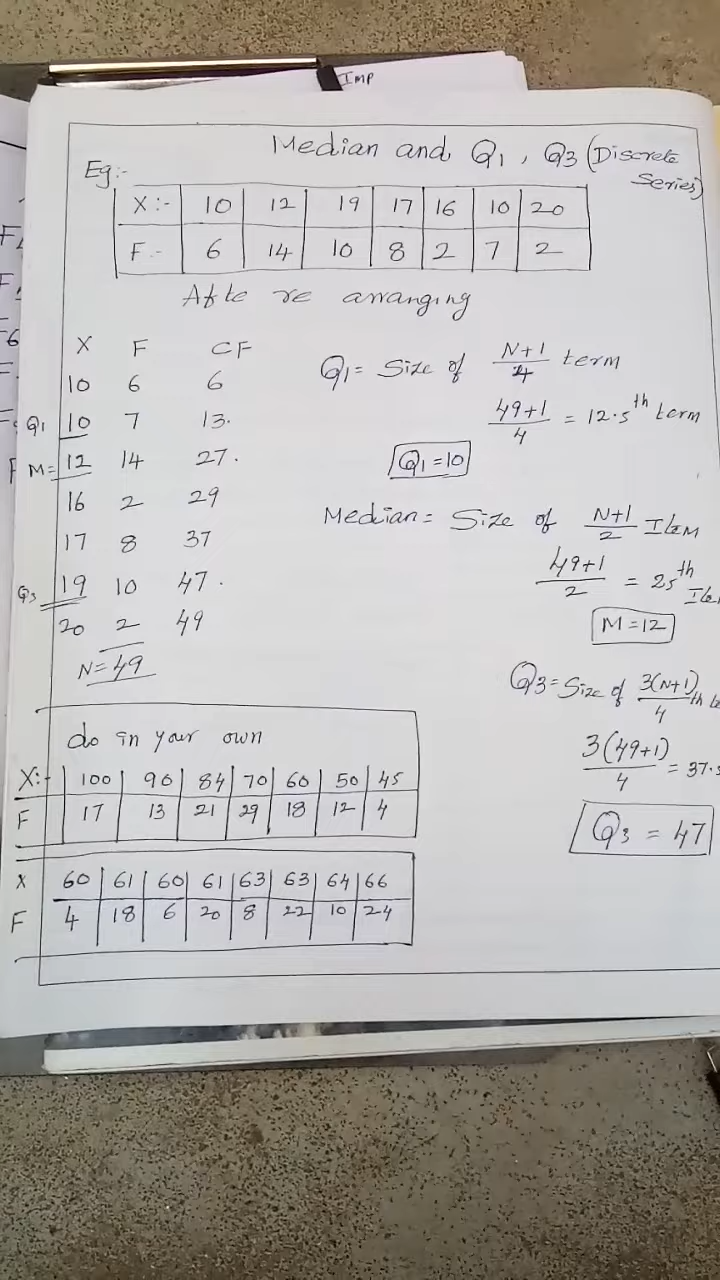 IMP
Median and Q1, Q3 (Discrete Series)
Eg:-
X:- 10 12 19 17 16 10 20
F:- 6 14 10 8 2 7 2
Afte re arranging
X F CF
10 6 6
Q1 10 7 13.
M= 12 14 27.
16 2 29
17 8 37
Q3 19 10 47.
20 2 49
N=49
Q1= Size of N+1/4 term
49+1/4 = 12.5th term
Q1=10
Median= Size of N+1/2 Item
49+1/2 = 25th
M=12
Q3=Size of 3(N+1)/4 th
3(49+1)/4 = 37.
Q3 = 47
do in your own
X:- 100 90 84 70 60 50 45
F 17 13 21 29 18 12 4
X 60 61 60 61 63 63 64 66
F 4 18 6 20 8 22 10 24